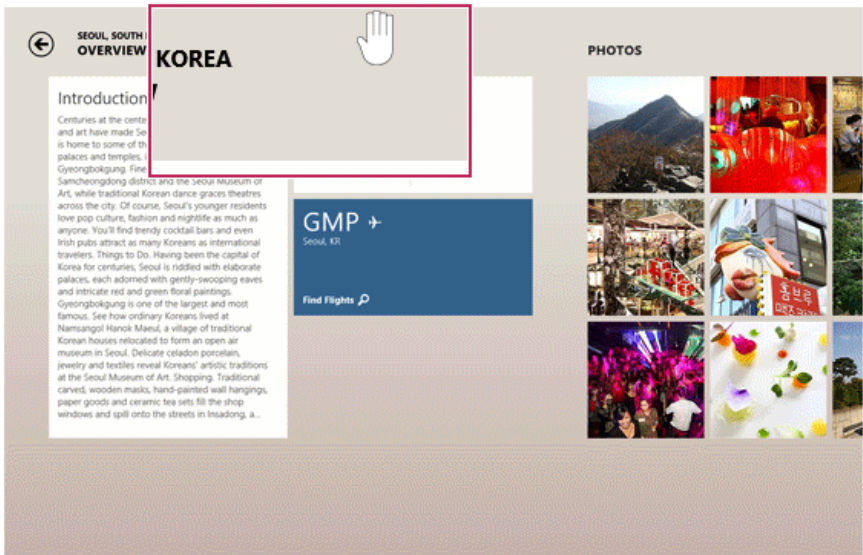 SEOUL, SOUTH
OVERVIEW
KOREA
PHOTOS
Introduction
Centuries at the cente
and art have made Se
is home to some of th
palaces and temples, i
Gyeongbokgung. Fine
Samcheongdong district and the Seoul Museum of
Art, while traditional Korean dance graces theatres
across the city. Of course, Seoul's younger residents
love pop culture, fashion and nightlife as much as
anyone. You'll find trendy cocktail bars and even
Irish pubs attract as many Koreans as international
travelers. Things to Do. Having been the capital of
Korea for centuries, Seoul is riddled with elaborate
palaces, each adorned with gently-swooping eaves
and intricate red and green floral paintings.
Gyeongbokgung is one of the largest and most
famous. See how ordinary Koreans lived at
Namsangol Hanok Maeul, a village of traditional
Korean houses relocated to form an open air
museum in Seoul. Delicate celadon porcelain,
jewelry and textiles reveal Koreans' artistic traditions
at the Seoul Museum of Art. Shopping. Traditional
carved, wooden masks, hand-painted wall hangings,
paper goods and ceramic tea sets fill the shop
windows and spill onto the streets in Insadong, a...
GMP
Seoul, KR
Find Flights
홈브루